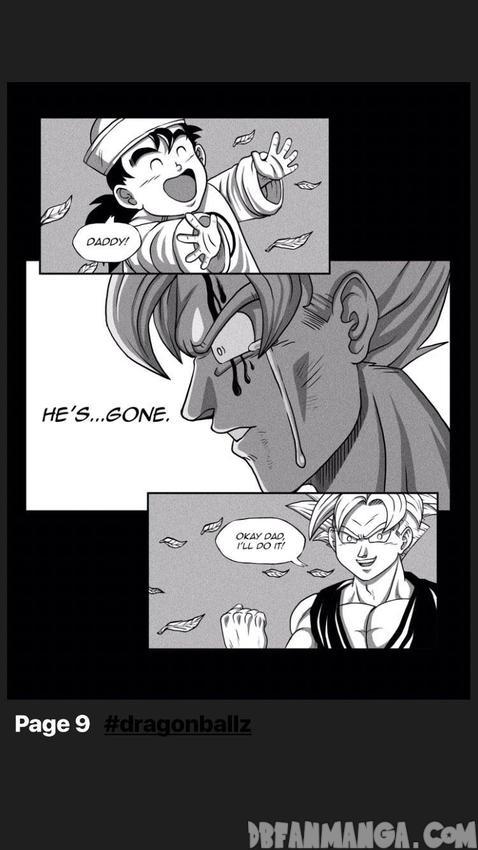 DADDY!
HE'S...GONE.
OKAY DAD,
I'LL DO IT!
Page 9 #dragonballz
DBFANMANGA.COM